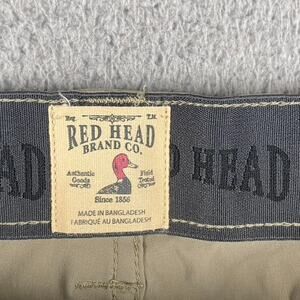 Reg. T.M.
RED HEAD
BRAND CO.
Authentic Goods
Field Tested
Since 1856
MADE IN BANGLADESH
FABRIQUÉ AU BANGLADESH
AD
D HEAD